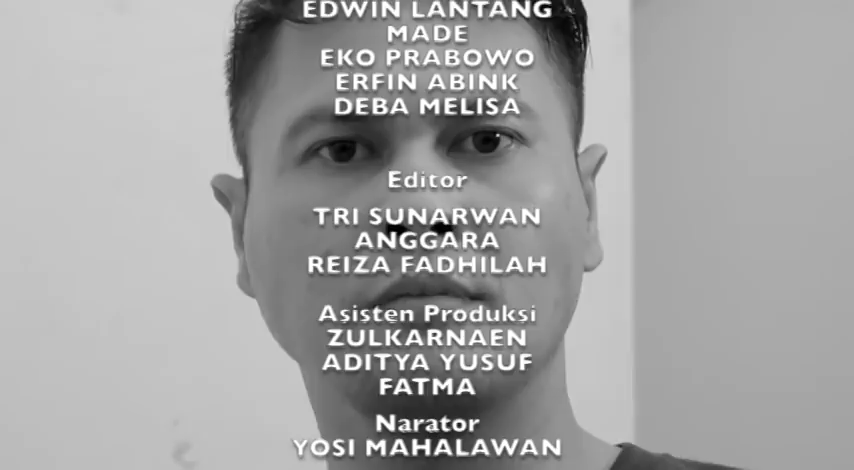 EDWIN LANTANG
MADE
EKO PRABOWO
ERFIN ABINK
DEBA MELISA
Editor
TRI SUNARWAN
ANGGARA
REIZA FADHILAH
Asisten Produksi
ZULKARNAEN
ADITYA YUSUF
FATMA
Narator
YOSI MAHALAWAN